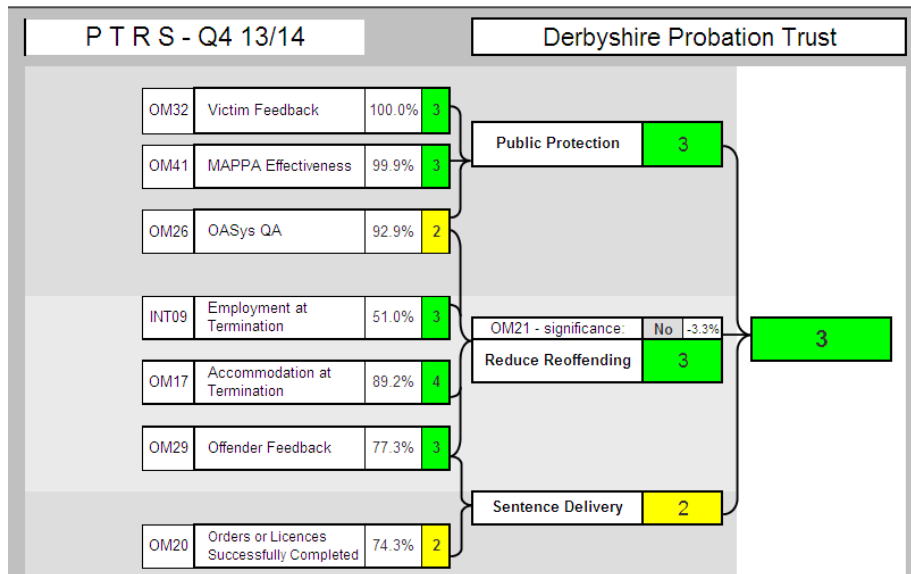 P T R S - Q4 13/14
Derbyshire Probation Trust
OM32 Victim Feedback 100.0% 3
Public Protection 3
OM41 MAPPA Effectiveness 99.9% 3
OM26 OASys QA 92.9% 2
INT09 Employment at
Termination 51.0% 3
OM21 - significance: No -3.3%
3
Reduce Reoffending 3
OM17 Accommodation at
Termination 89.2% 4
OM29 Offender Feedback 77.3% 3
Sentence Delivery 2
OM20 Orders or Licences
Successfully Completed 74.3% 2